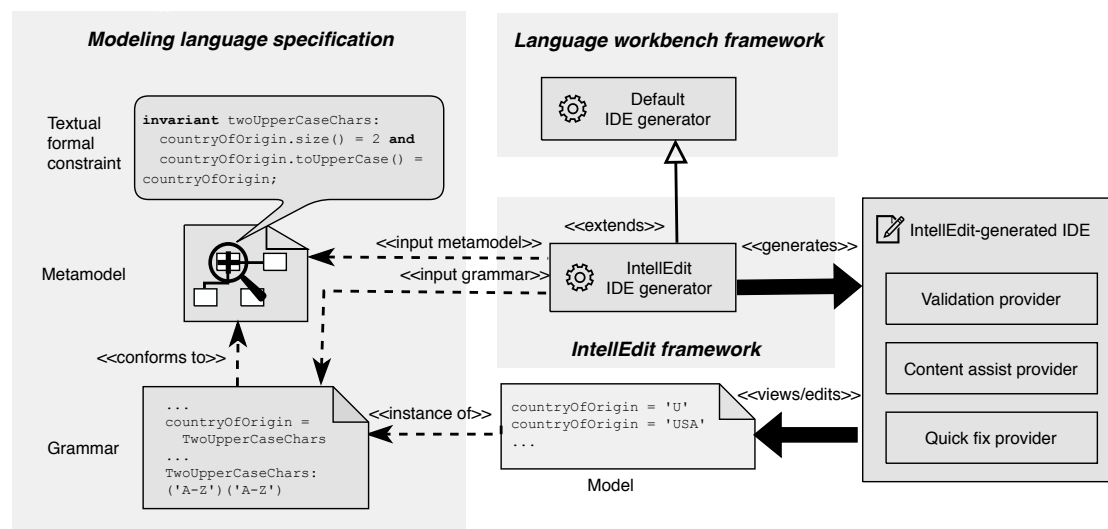 Modeling language specification
Textual
formal
constraint
invariant twoUpperCaseChars:
countryOfOrigin.size() = 2 and
countryOfOrigin.toUpperCase() =
countryOfOrigin;
Metamodel
<<conforms to>>
Grammar
...
countryOfOrigin =
TwoUpperCaseChars
...
TwoUpperCaseChars:
('A-Z')('A-Z')
Language workbench framework
Default
IDE generator
<<extends>>
<<input metamodel>>
<<input grammar>>
IntellEdit
IDE generator
<<generates>>
IntellEdit framework
<<instance of>>
countryOfOrigin = 'U'
countryOfOrigin = 'USA'
...
Model
<<views/edits>>
IntellEdit-generated IDE
Validation provider
Content assist provider
Quick fix provider